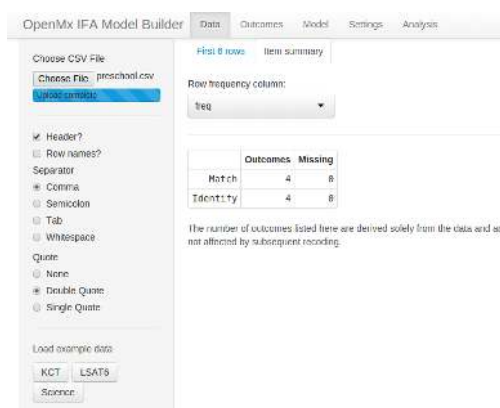 OpenMx IFA Model Builder Data Outcomes Model Settings Analysis
Choose CSV File
Choose File preschool.csv
Upload complete
Header?
Row names?
Separator
Comma
Semicolon
Tab
Whitespace
Quote
None
Double Quote
Single Quote
Load example data
KCT LSAT6
Science
First 6 rows Item summary
Row frequency column:
freq
Outcomes Missing
Match 4 0
Identity 4 0
The number of outcomes listed here are derived solely from the data and
not affected by subsequent recoding.